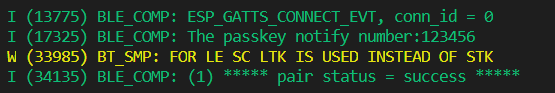 I (13775) BLE_COMP: ESP_GATTS_CONNECT_EVT, conn_id = 0
I (17325) BLE_COMP: The passkey notify number:123456
W (33985) BT_SMP: FOR LE SC LTK IS USED INSTEAD OF STK
I (34135) BLE_COMP: (1) ***** pair status = success *****